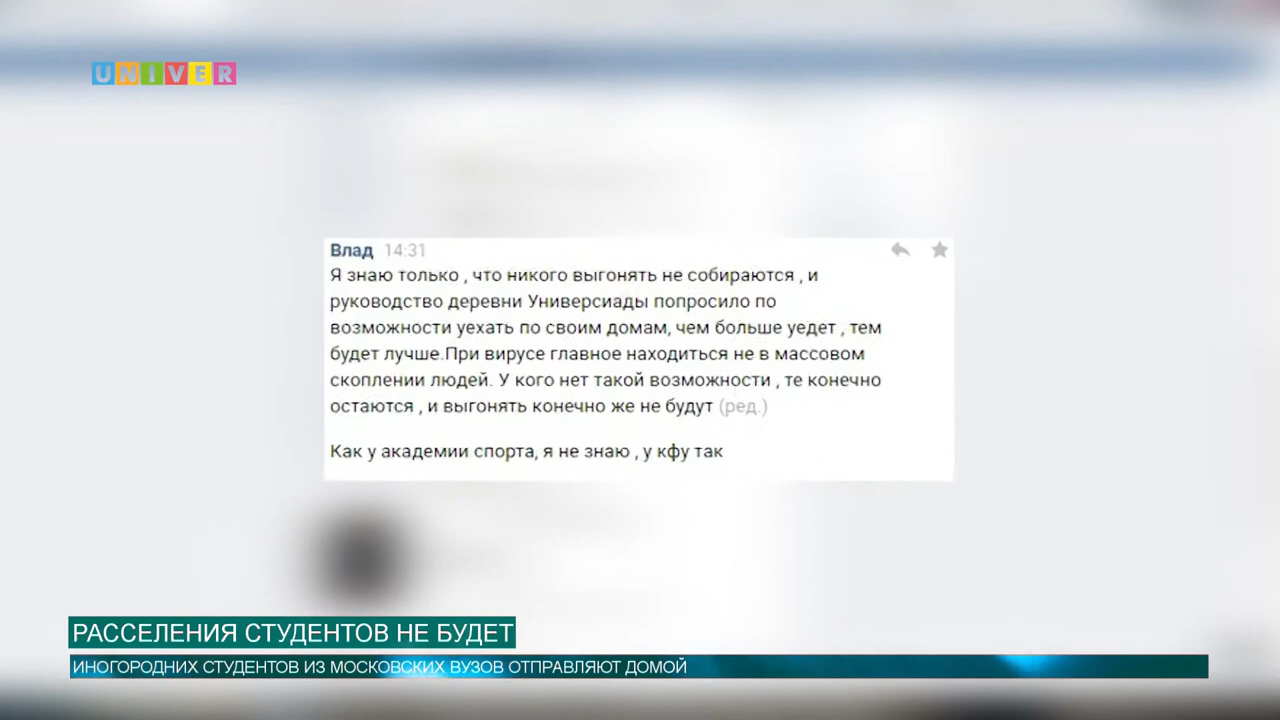 UNIVER
Влад 14:31
Я знаю только , что никого выгонять не собираются , и
руководство деревни Универсиады попросило по
возможности уехать по своим домам, чем больше уедет , тем
будет лучше.При вирусе главное находиться не в массовом
скоплении людей. У кого нет такой возможности , те конечно
остаются , и выгонять конечно же не будут (ред.)
Как у академии спорта, я не знаю , у кфу так
РАССЕЛЕНИЯ СТУДЕНТОВ НЕ БУДЕТ
ИНОГОРОДНИХ СТУДЕНТОВ ИЗ МОСКОВСКИХ ВУЗОВ ОТПРАВЛЯЮТ ДОМОЙ